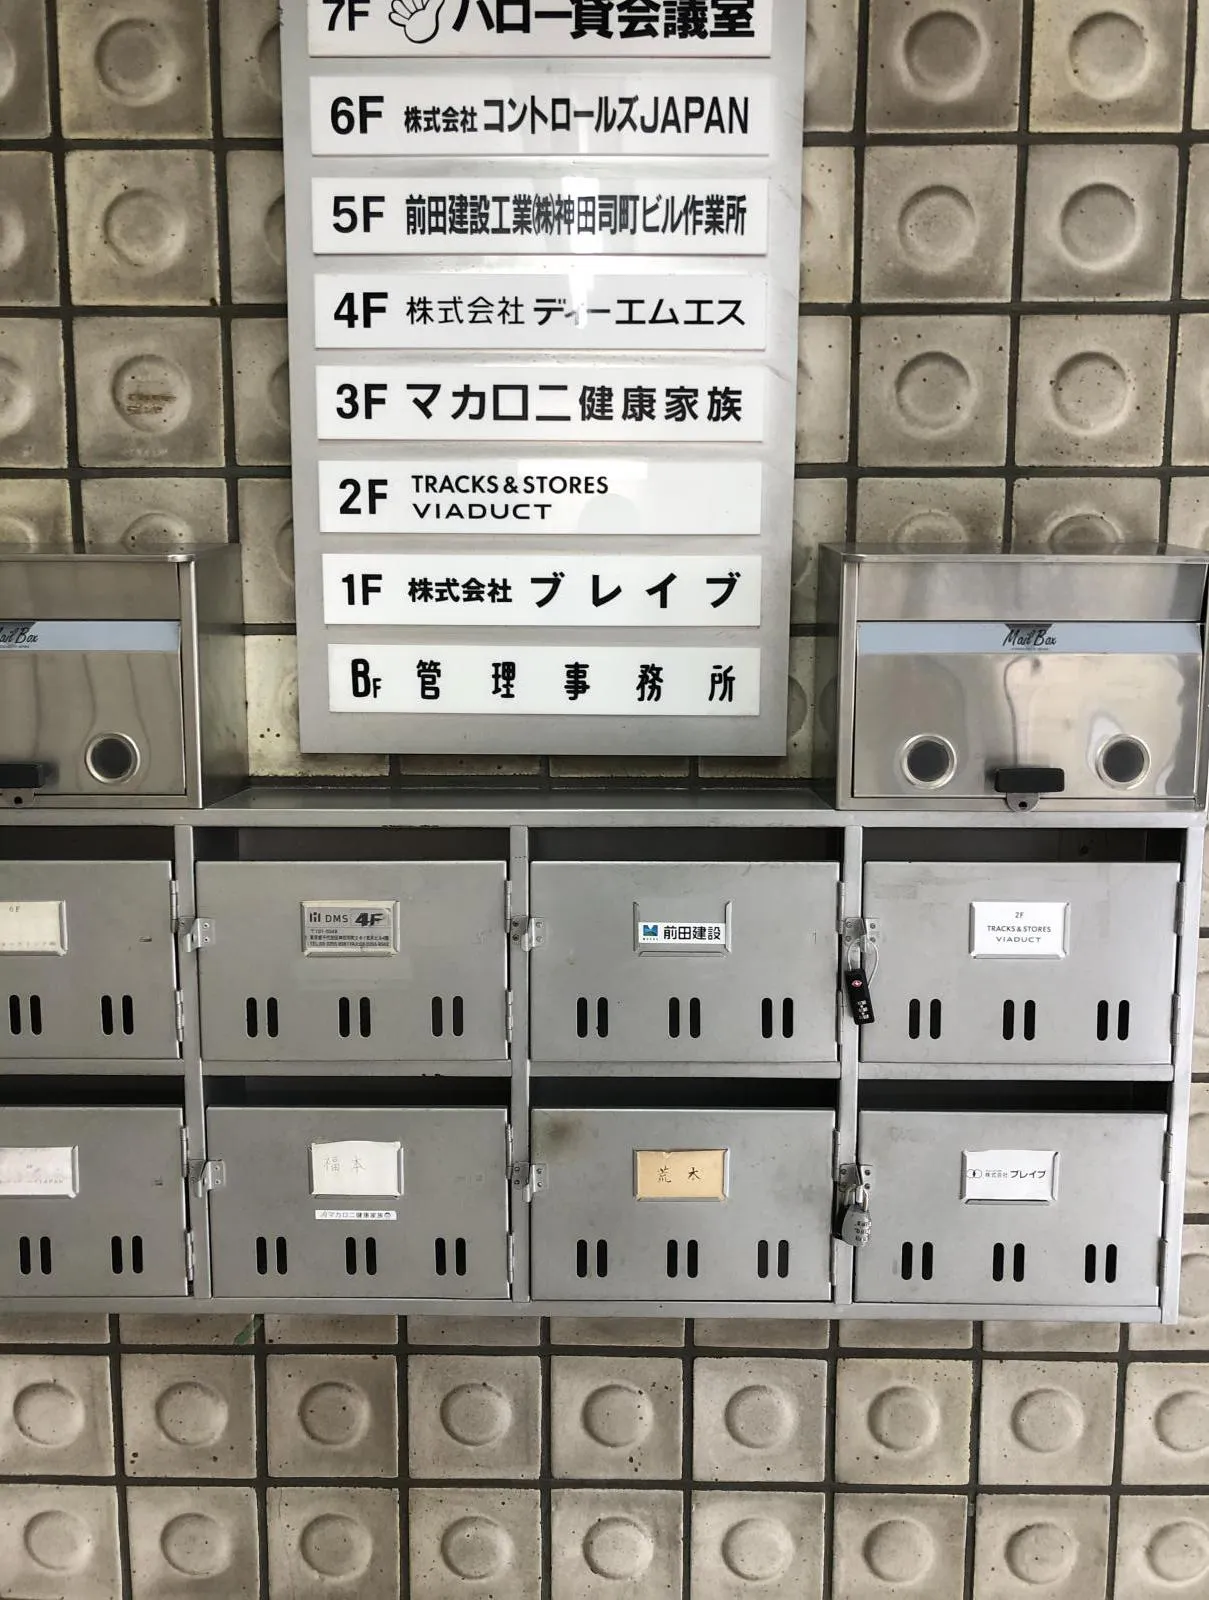 7F ハロー貸会議室
6F 株式会社コントロールズJAPAN
5F 前田建設工業㈱神田司町ビル作業所
4F 株式会社ディーエムエス
3F マカロニ健康家族
2F TRACKS & STORES
VIADUCT
1F 株式会社 ブレイブ
BF 管理事務所
Mail Box
Mail Box
6F
DMS 4F
前田建設
2F
TRACKS & STORES
VIADUCT
福本
マカロニ健康家族
荒木
株式会社 ブレイブ